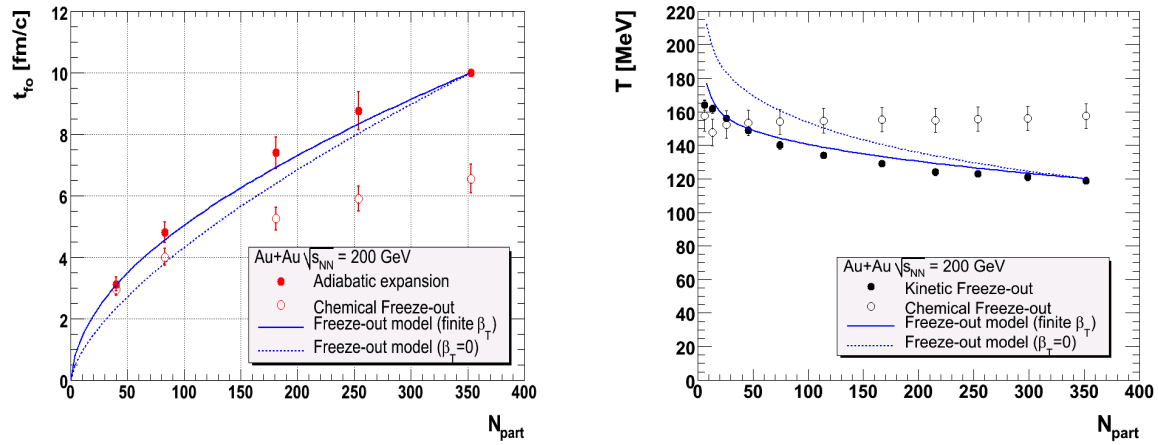 t_fo [fm/c]
12
10
8
6
4
2
0
Au+Au √s_NN = 200 GeV
Adiabatic expansion
Chemical Freeze-out
Freeze-out model (finite β_T)
Freeze-out model (β_T=0)
0 50 100 150 200 250 300 350 400
N_part
T [MeV]
220
200
180
160
140
120
100
80
60
40
20
0
Au+Au √s_NN = 200 GeV
Kinetic Freeze-out
Chemical Freeze-out
Freeze-out model (finite β_T)
Freeze-out model (β_T=0)
0 50 100 150 200 250 300 350 400
N_part